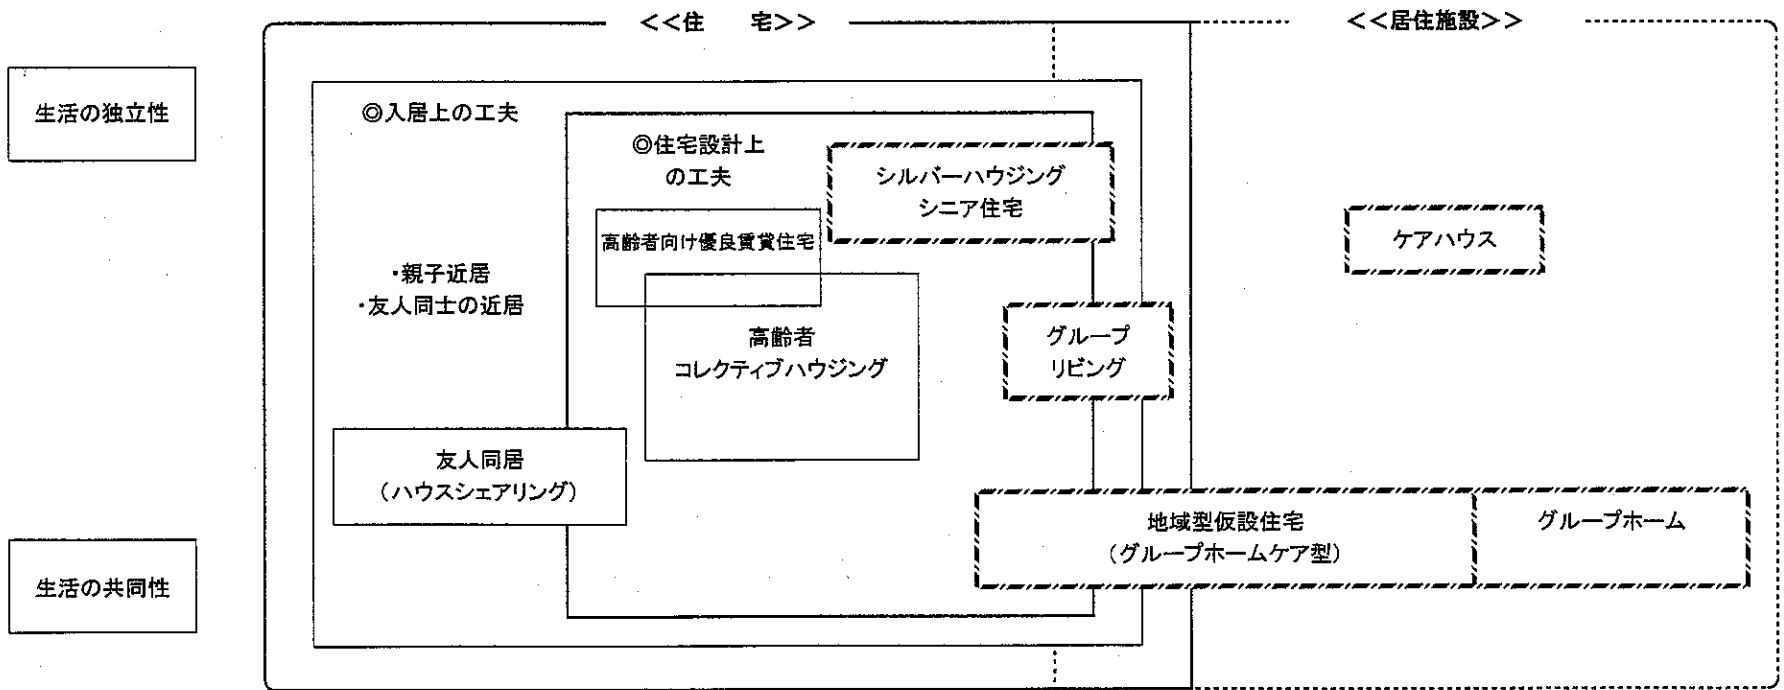 <<住　宅>>
<<居住施設>>
生活の独立性
◎入居上の工夫
◎住宅設計上
の工夫
シルバーハウジング
シニア住宅
高齢者向け優良賃貸住宅
ケアハウス
・親子近居
・友人同士の近居
高齢者
コレクティブハウジング
グループ
リビング
友人同居
（ハウスシェアリング）
地域型仮設住宅
（グループホームケア型）
グループホーム
生活の共同性